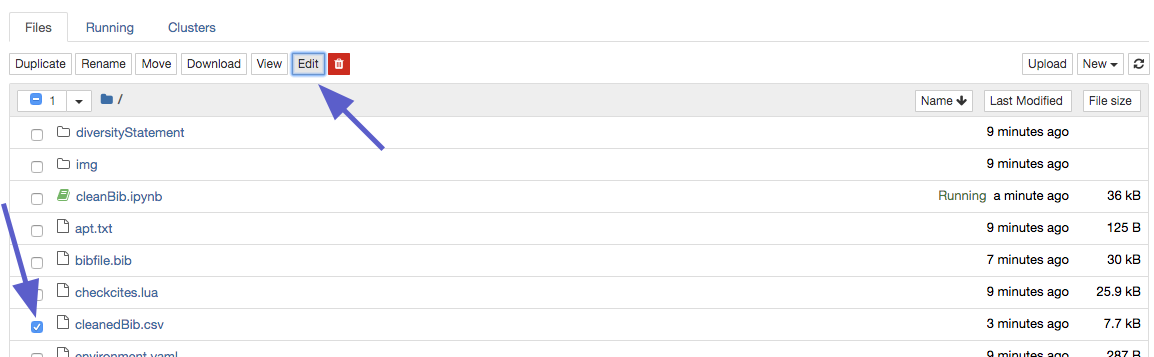 Files Running Clusters
Duplicate Rename Move Download View Edit Upload New
1 / Name Last Modified File size
diversityStatement 9 minutes ago
img 9 minutes ago
cleanBib.ipynb Running a minute ago 36 kB
apt.txt 9 minutes ago 125 B
bibfile.bib 7 minutes ago 30 kB
checkcites.lua 9 minutes ago 25.9 kB
cleanedBib.csv 3 minutes ago 7.7 kB
environment.yaml 9 minutes ago 287 B